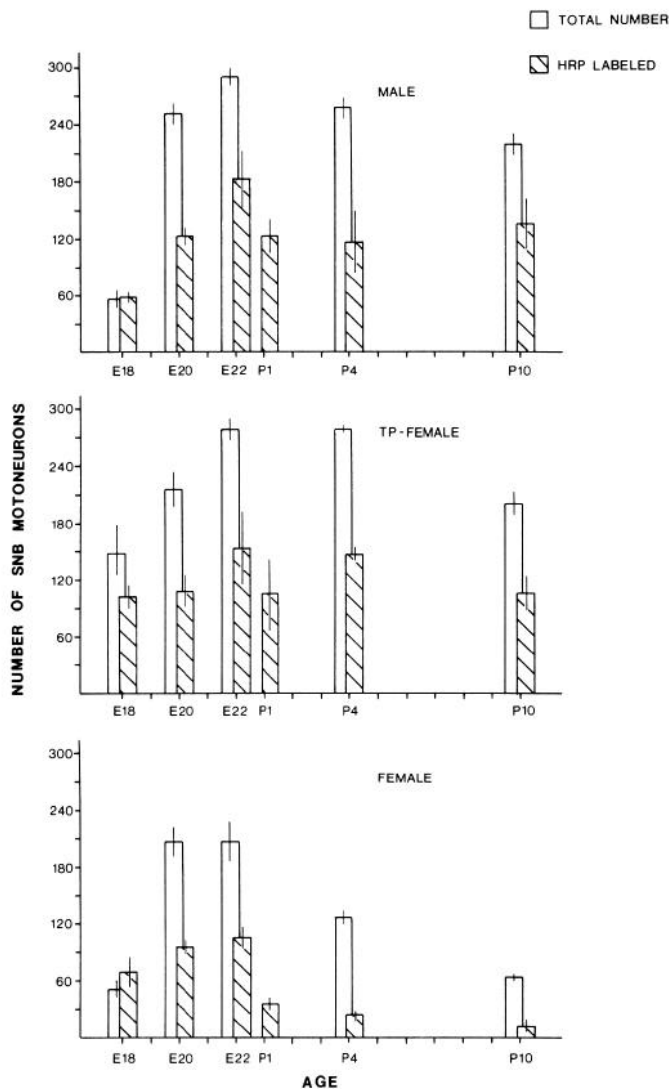 TOTAL NUMBER
HRP LABELED
NUMBER OF SNB MOTONEURONS
MALE
300
240
180
120
60
E18 E20 E22 P1 P4 P10
TP-FEMALE
300
240
180
120
60
E18 E20 E22 P1 P4 P10
FEMALE
300
240
180
120
60
E18 E20 E22 P1 P4 P10
AGE